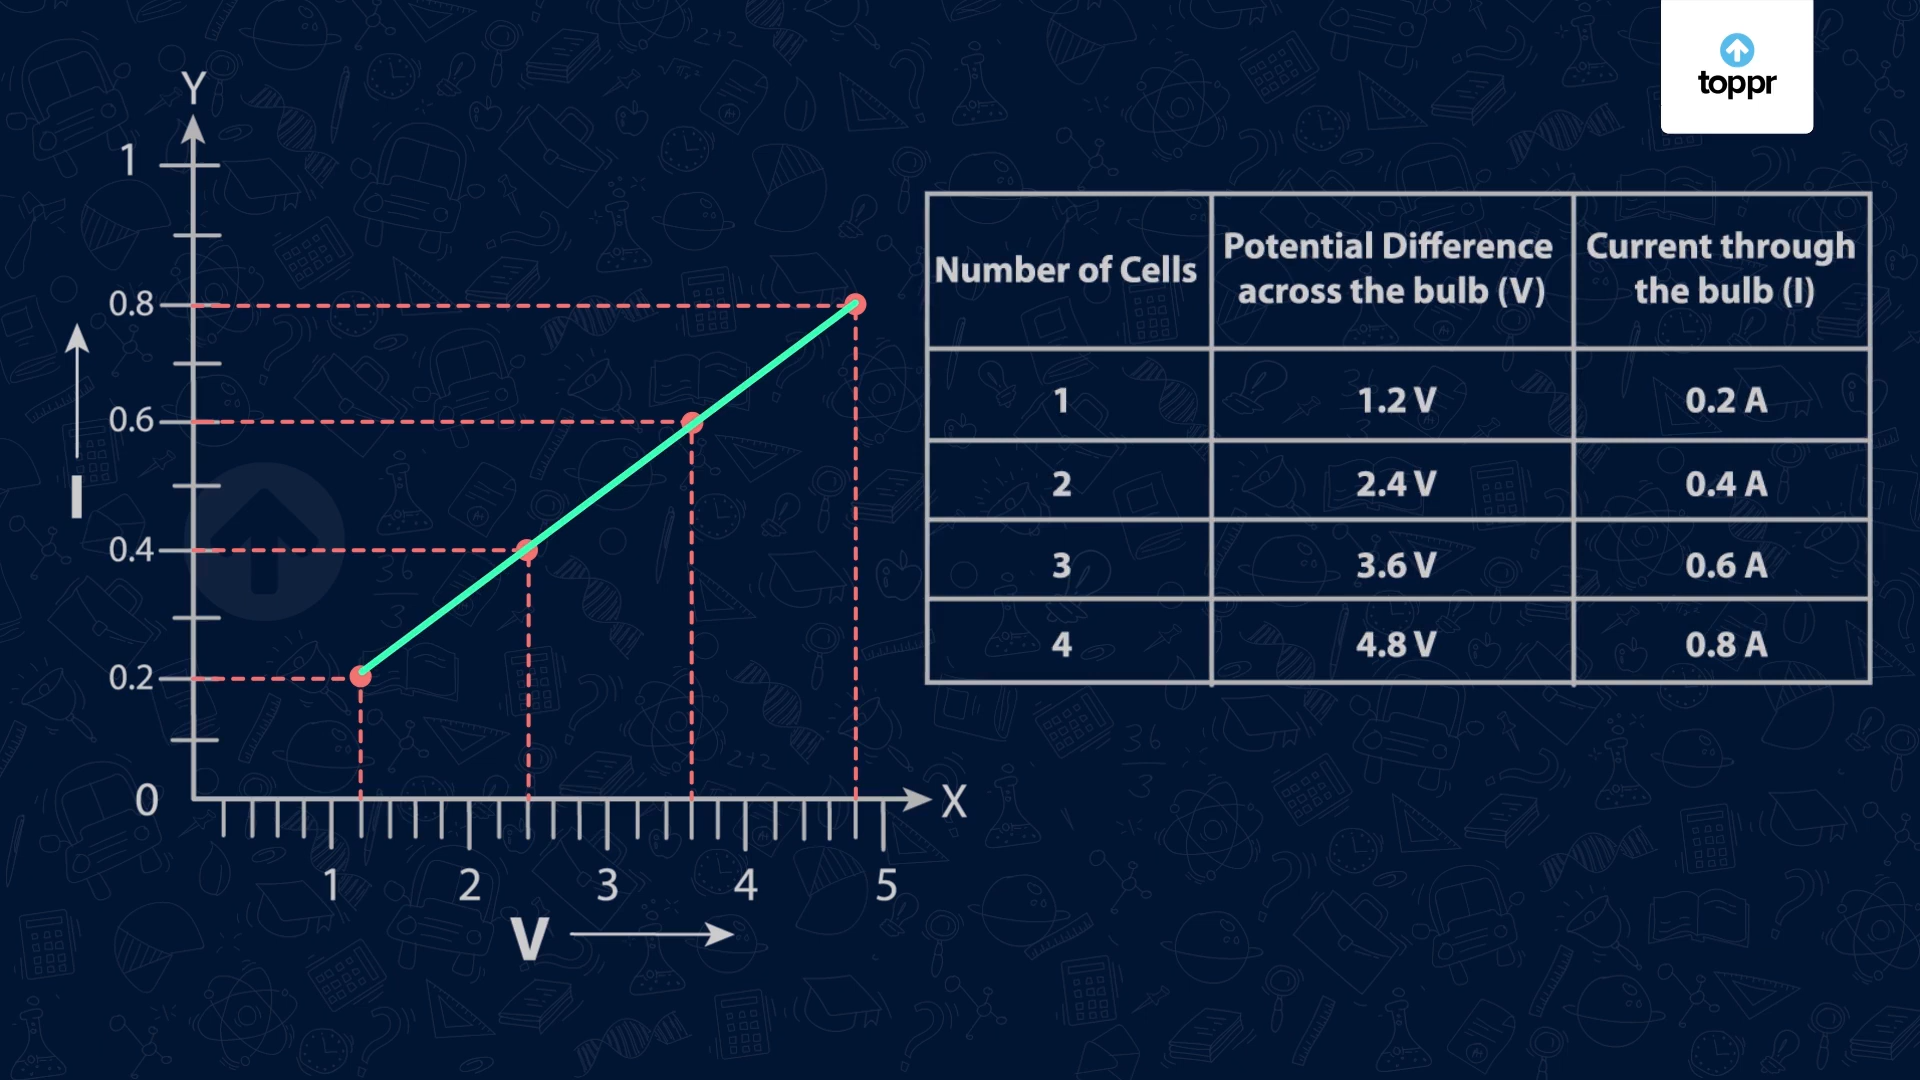 toppr
Y
1
0.8
0.6
0.4
0.2
0
I
X
1 2 3 4 5
V
Number of Cells
Potential Difference
across the bulb (V)
Current through
the bulb (I)
1 1.2 V 0.2 A
2 2.4 V 0.4 A
3 3.6 V 0.6 A
4 4.8 V 0.8 A